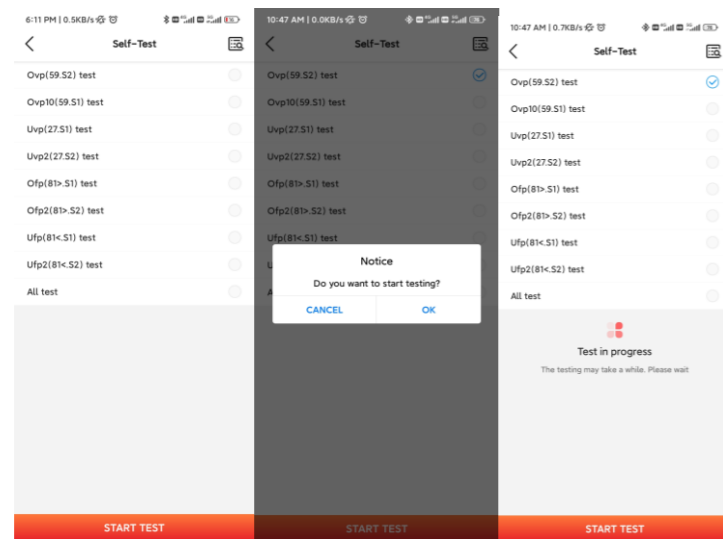 6:11 PM | 0.5KB/s
Self-Test
Ovp(59.S2) test
Ovp10(59.S1) test
Uvp(27.S1) test
Uvp2(27.S2) test
Ofp(81>.S1) test
Ofp2(81>.S2) test
Ufp(81<.S1) test
Ufp2(81<.S2) test
All test
START TEST
10:47 AM | 0.0KB/s
Self-Test
Ovp(59.S2) test
Ovp10(59.S1) test
Uvp(27.S1) test
Uvp2(27.S2) test
Ofp(81>.S1) test
Ofp2(81>.S2) test
Ufp(81<.S1) test
Notice
Do you want to start testing?
CANCEL OK
START TEST
10:47 AM | 0.7KB/s
Self-Test
Ovp(59.S2) test
Ovp10(59.S1) test
Uvp(27.S1) test
Uvp2(27.S2) test
Ofp(81>.S1) test
Ofp2(81>.S2) test
Ufp(81<.S1) test
Ufp2(81<.S2) test
All test
Test in progress
The testing may take a while. Please wait
START TEST